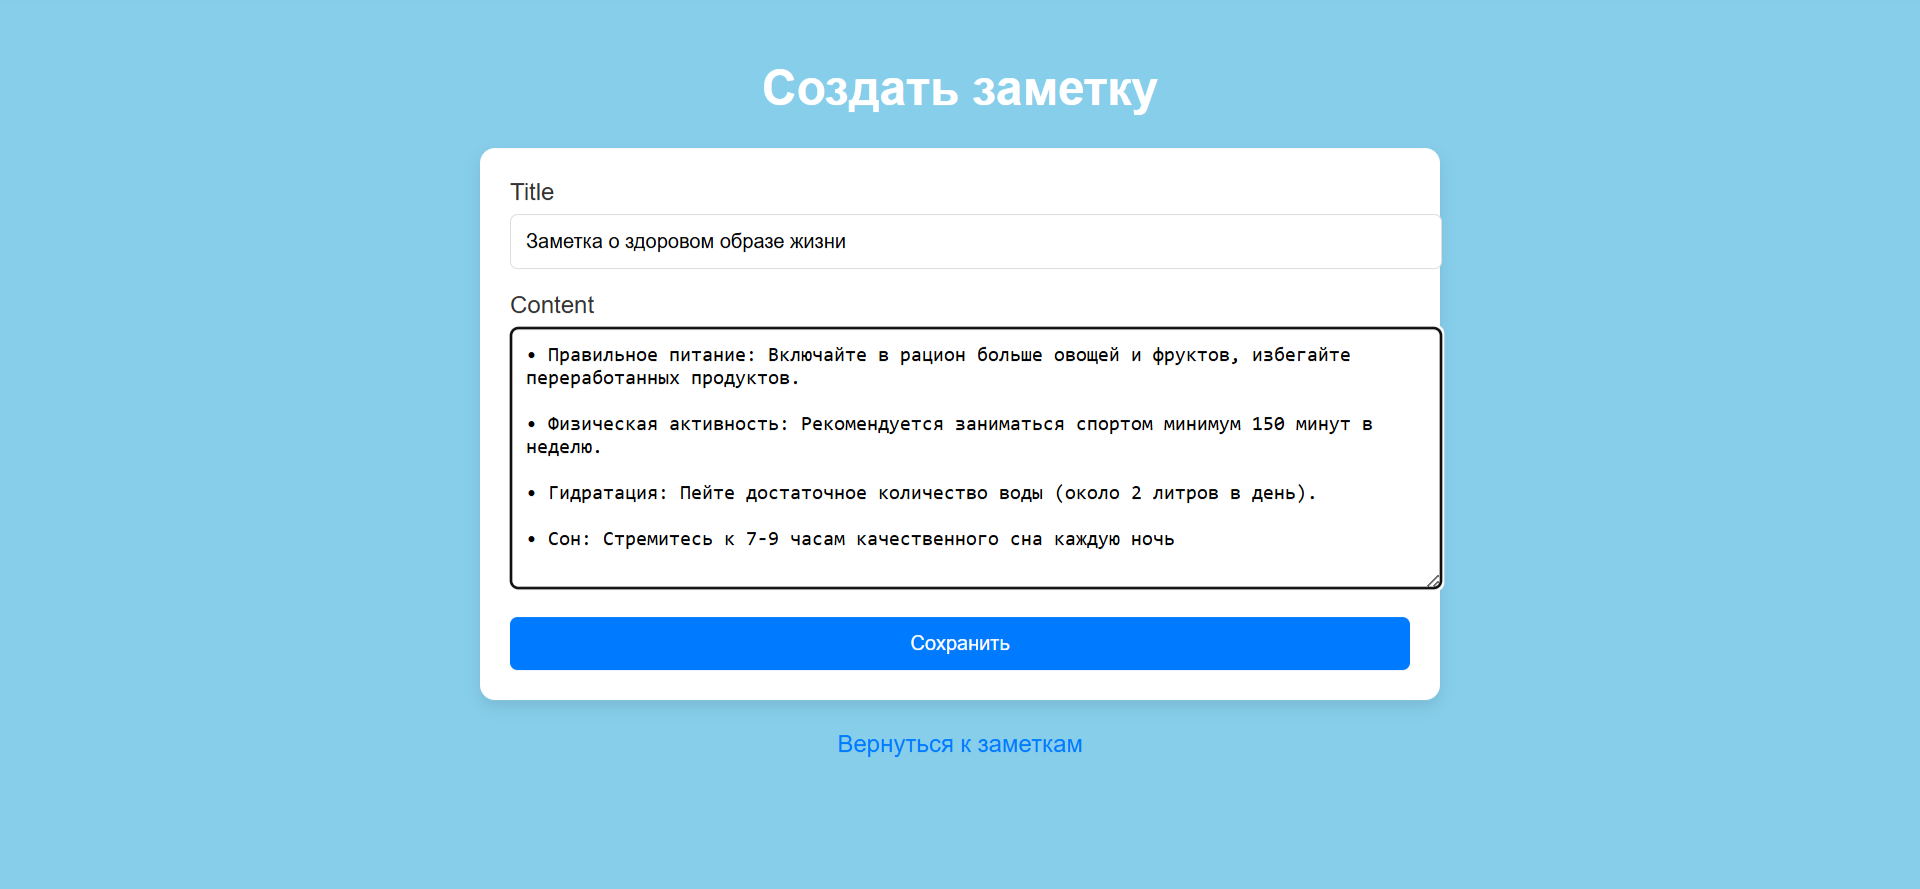 Создать заметку
Title
Заметка о здоровом образе жизни
Content
• Правильное питание: Включайте в рацион больше овощей и фруктов, избегайте
переработанных продуктов.
• Физическая активность: Рекомендуется заниматься спортом минимум 150 минут в
неделю.
• Гидратация: Пейте достаточное количество воды (около 2 литров в день).
• Сон: Стремитесь к 7-9 часам качественного сна каждую ночь
Сохранить
Вернуться к заметкам